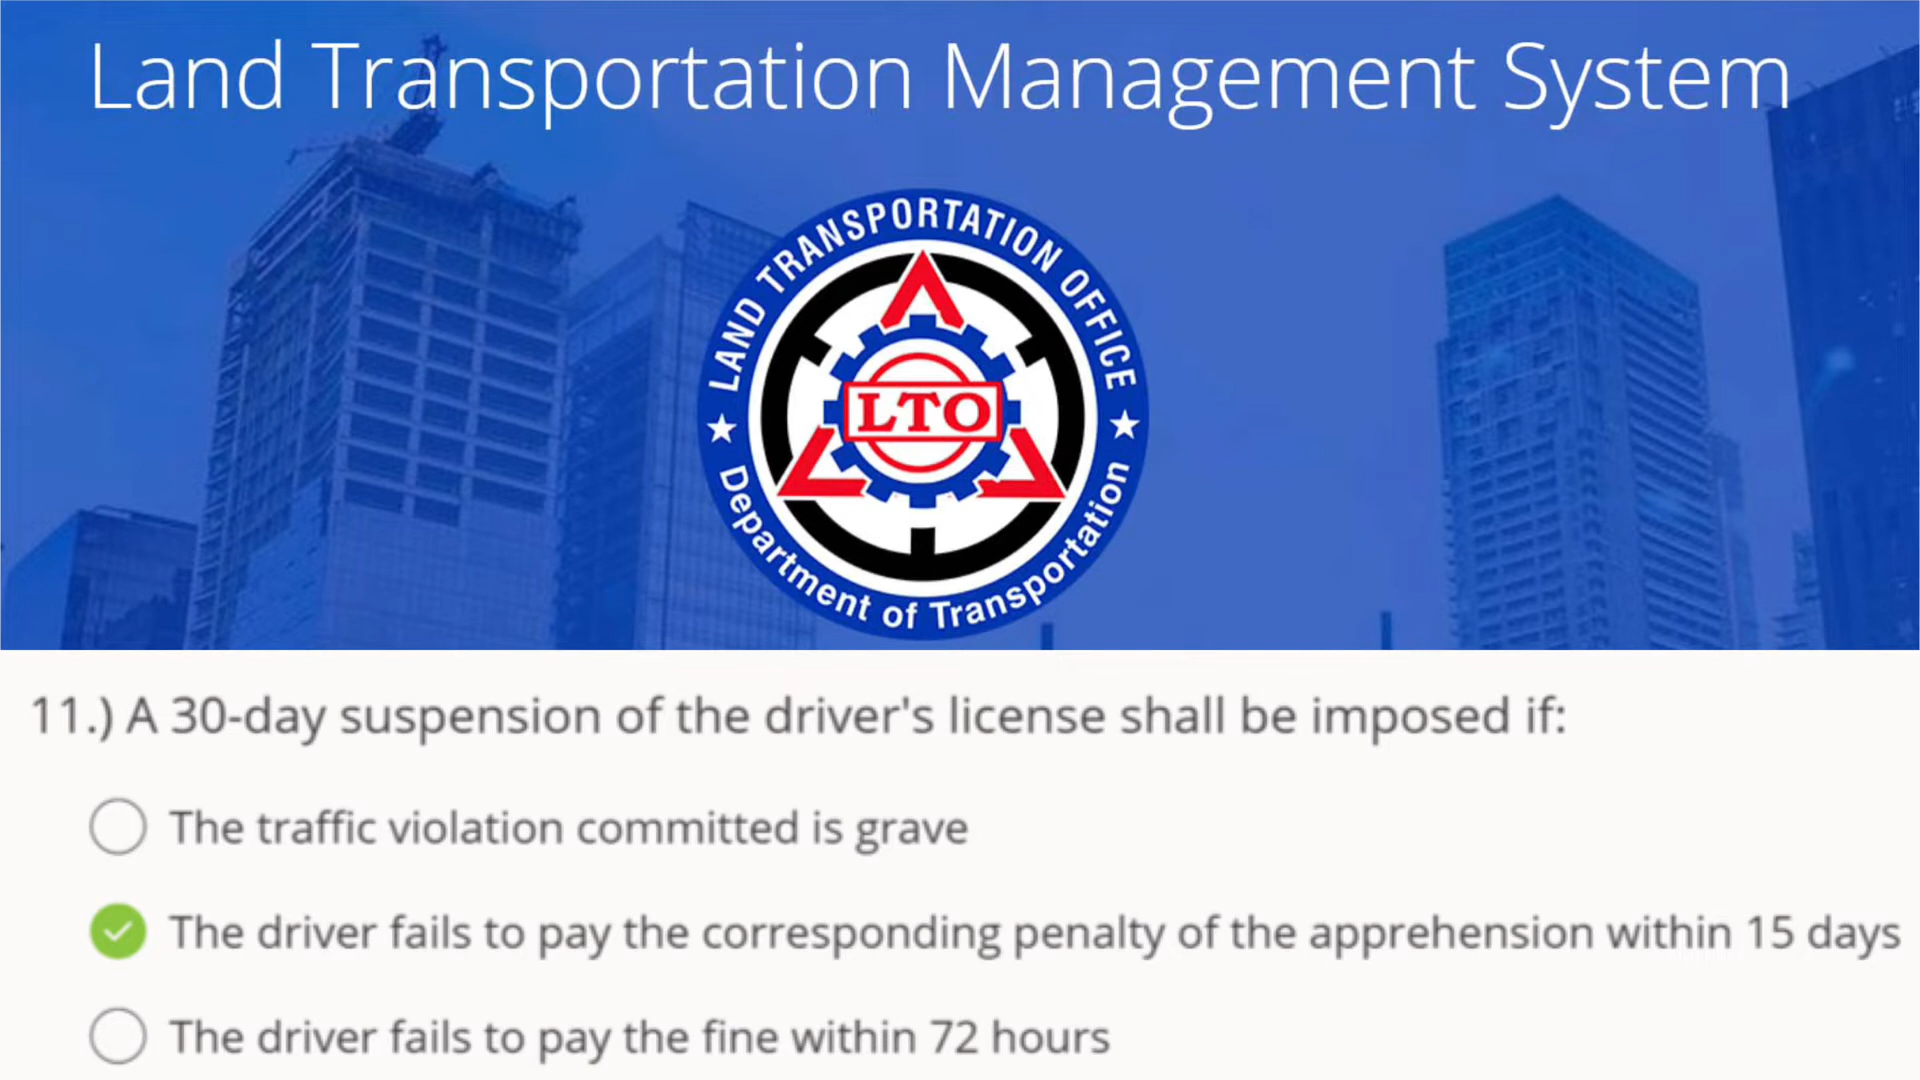 Land Transportation Management System
LAND TRANSPORTATION OFFICE
LTO
Department of Transportation
11.) A 30-day suspension of the driver's license shall be imposed if:
The traffic violation committed is grave
The driver fails to pay the corresponding penalty of the apprehension within 15 days
The driver fails to pay the fine within 72 hours